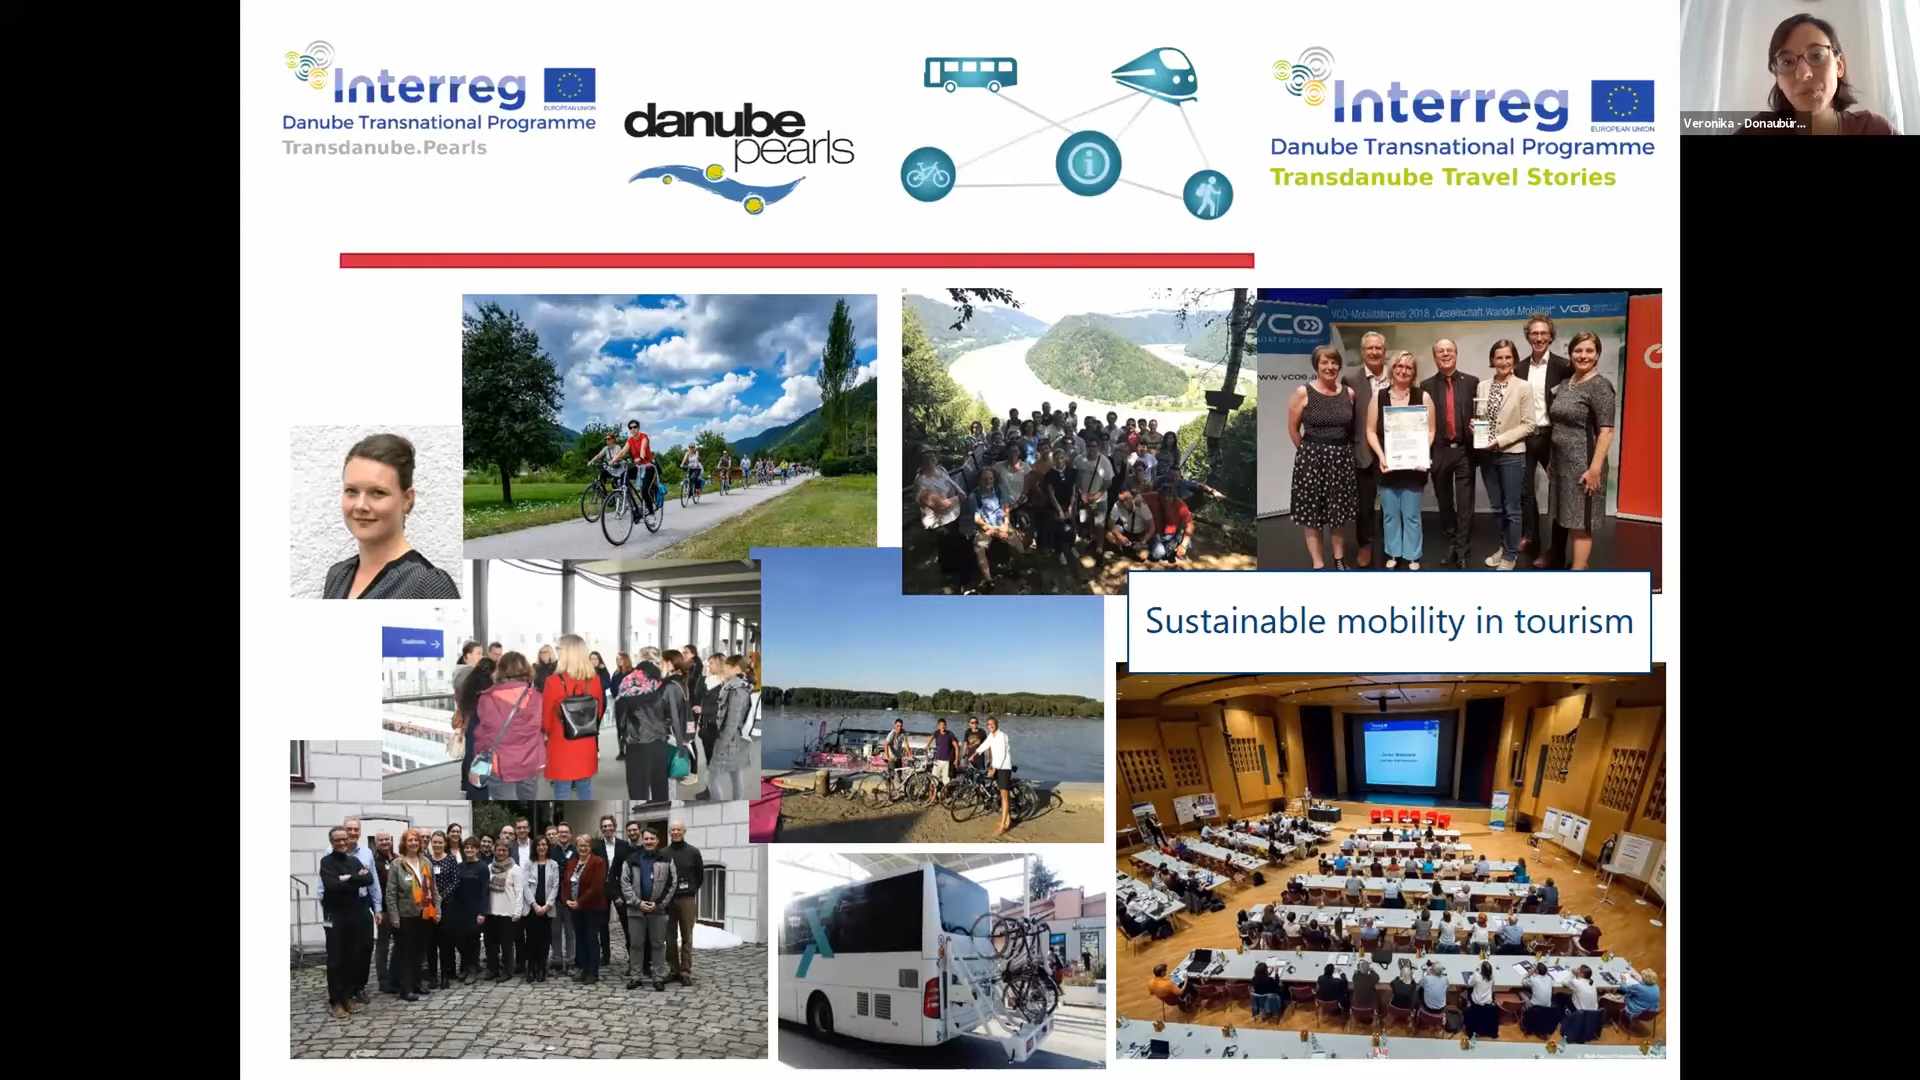 Interreg
EUROPEAN UNION
Danube Transnational Programme
Transdanube.Pearls
danube
pearls
i
Interreg
EUROPEAN UNION
Danube Transnational Programme
Transdanube Travel Stories
Veronika - Donaubür...
VCÖ-Mobilitätspreis 2018 „Gesellschaft.Wandel.Mobilität“ VCÖ
VCÖ
Sustainable mobility in tourism